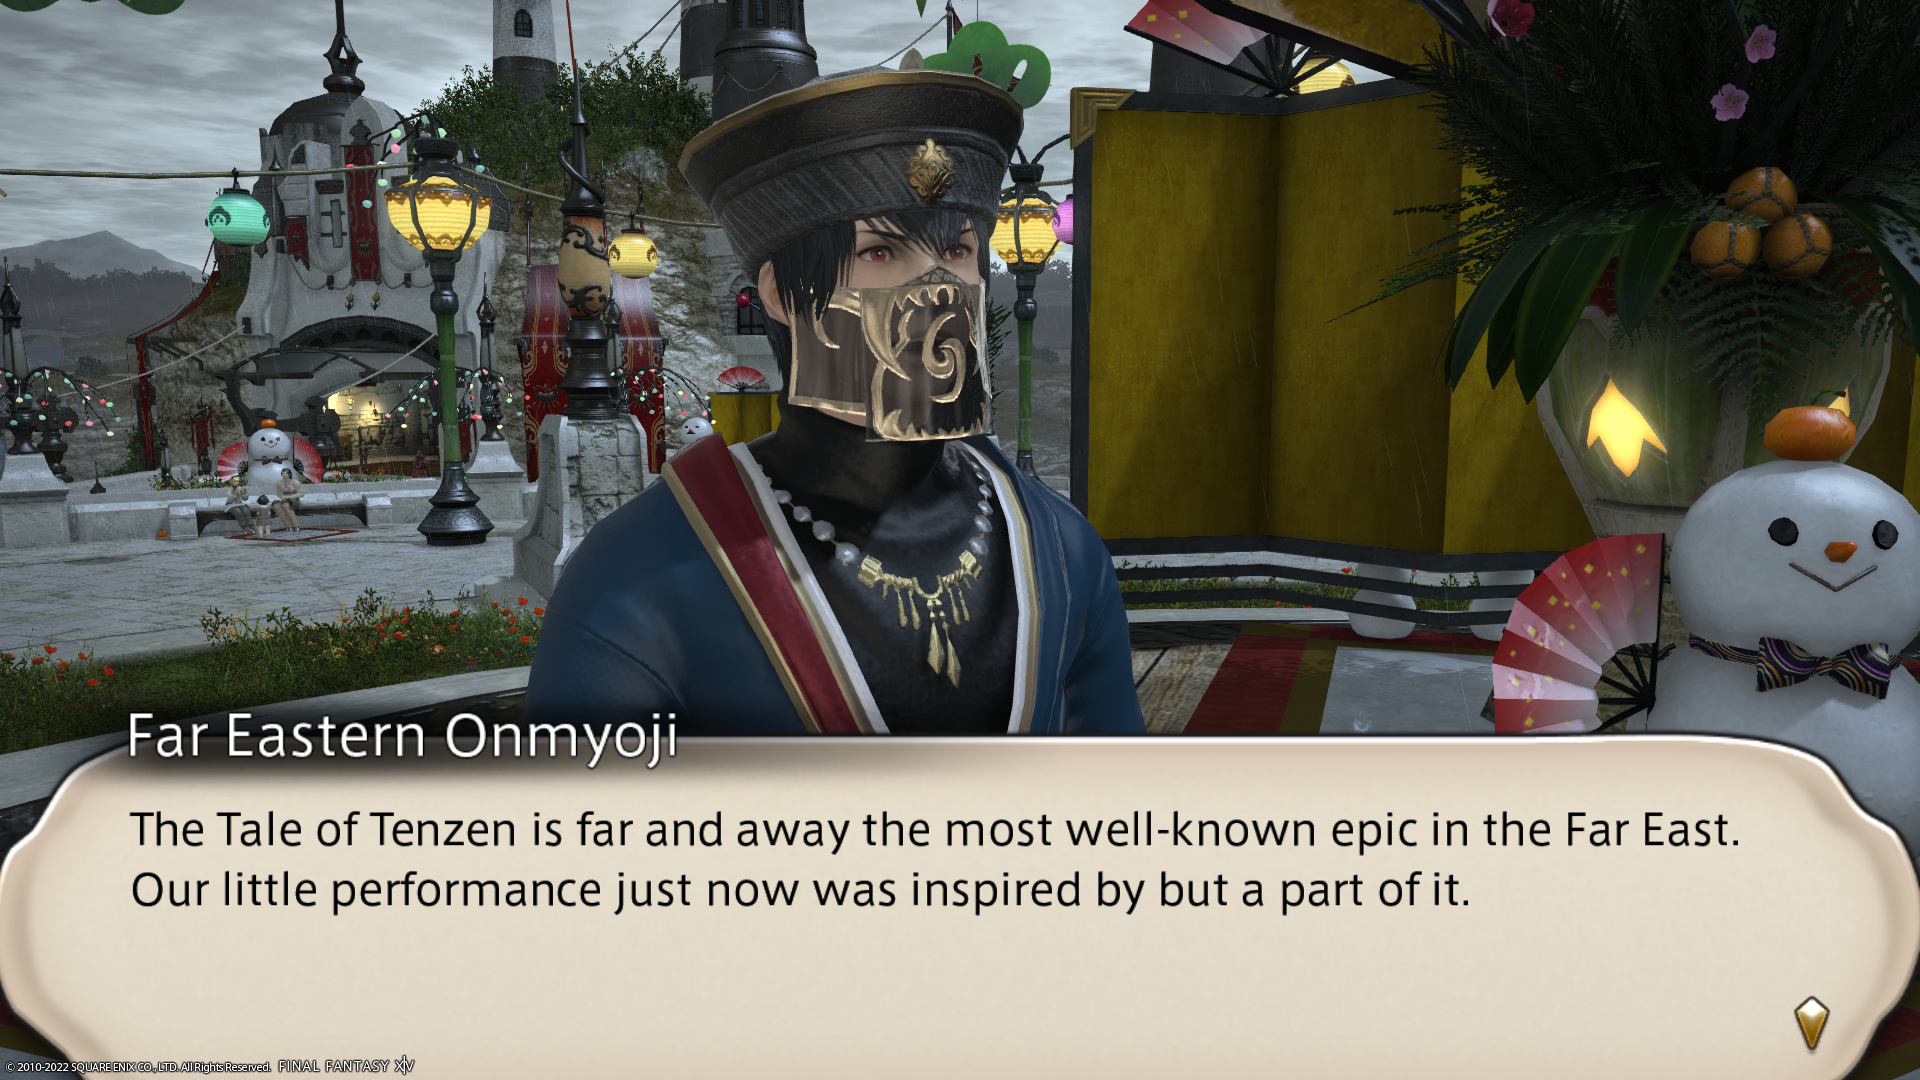 Far Eastern Onmyoji
The Tale of Tenzen is far and away the most well-known epic in the Far East.
Our little performance just now was inspired by but a part of it.
© 2010-2022 SQUARE ENIX CO., LTD. All Rights Reserved. FINAL FANTASY XIV